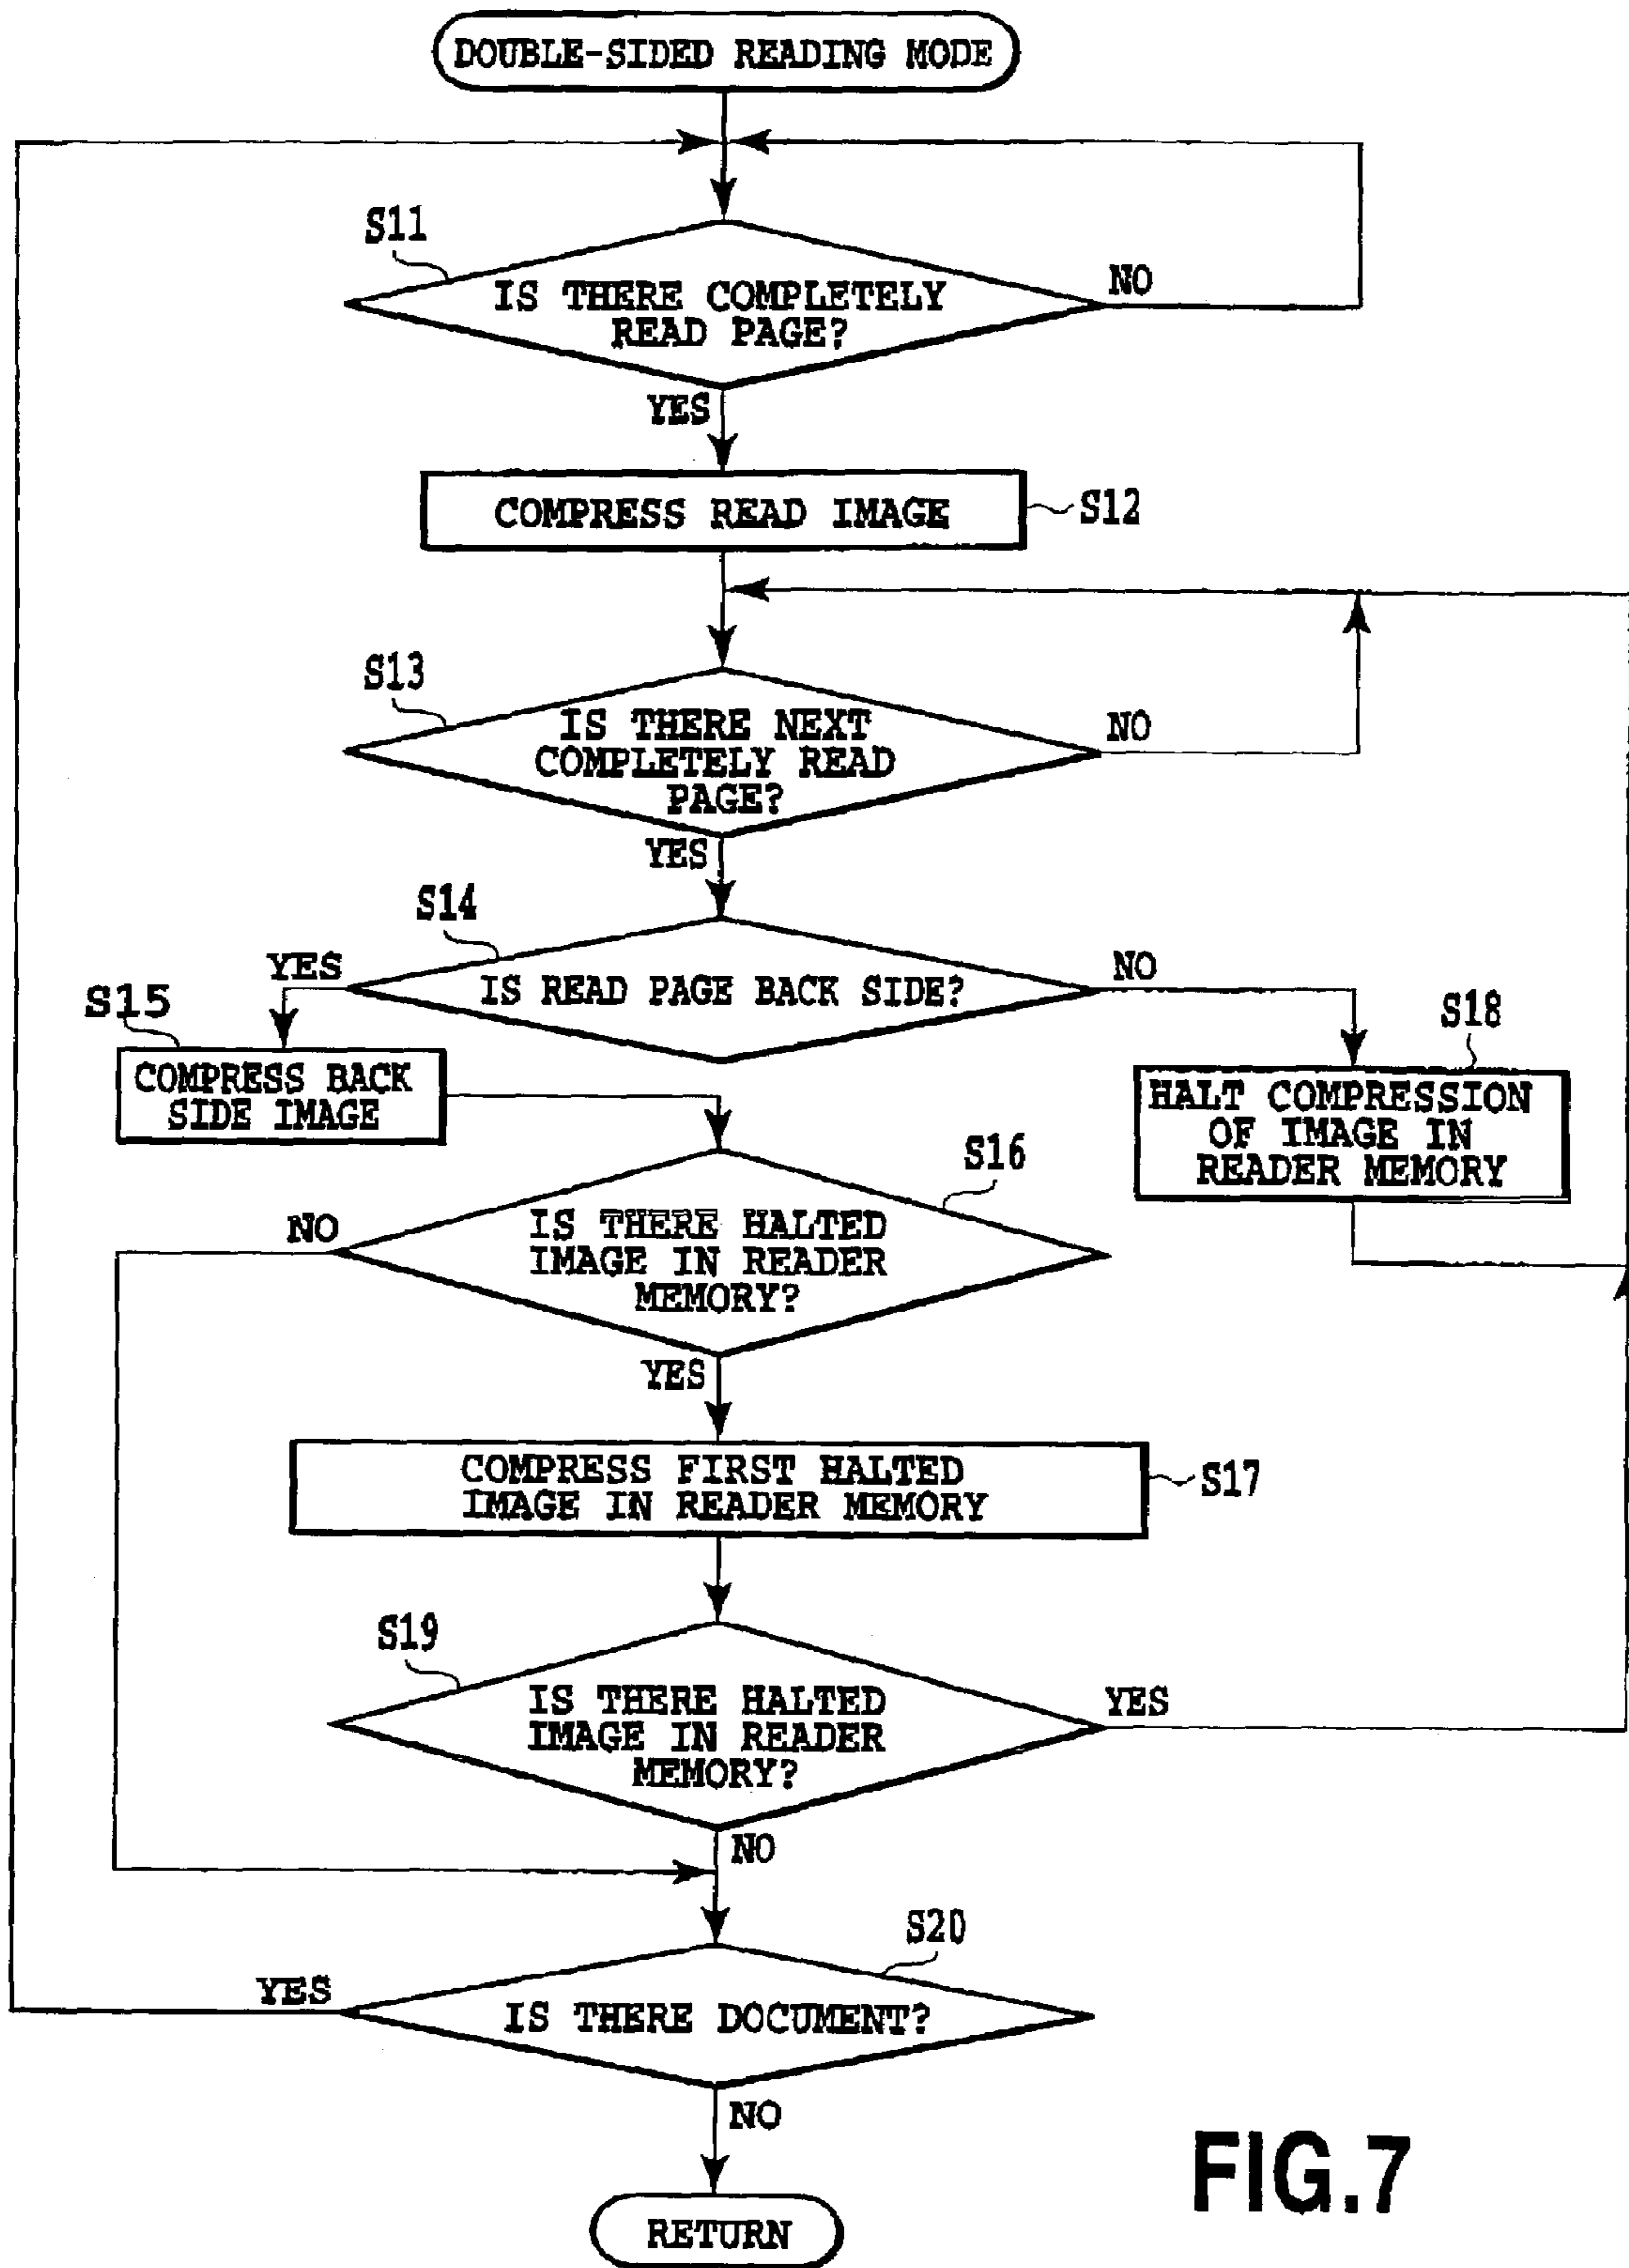 DOUBLE-SIDED READING MODE
S11
IS THERE COMPLETELY
READ PAGE?
NO
YES
COMPRESS READ IMAGE
S12
S13
IS THERE NEXT
COMPLETELY READ
PAGE?
NO
YES
S14
YES
IS READ PAGE BACK SIDE?
NO
S15
COMPRESS BACK
SIDE IMAGE
S18
HALT COMPRESSION
OF IMAGE IN
READER MEMORY
S16
NO
IS THERE HALTED
IMAGE IN READER
MEMORY?
YES
COMPRESS FIRST HALTED
IMAGE IN READER MEMORY
S17
S19
IS THERE HALTED
IMAGE IN READER
MEMORY?
YES
NO
S20
YES
IS THERE DOCUMENT?
NO
RETURN
FIG.7